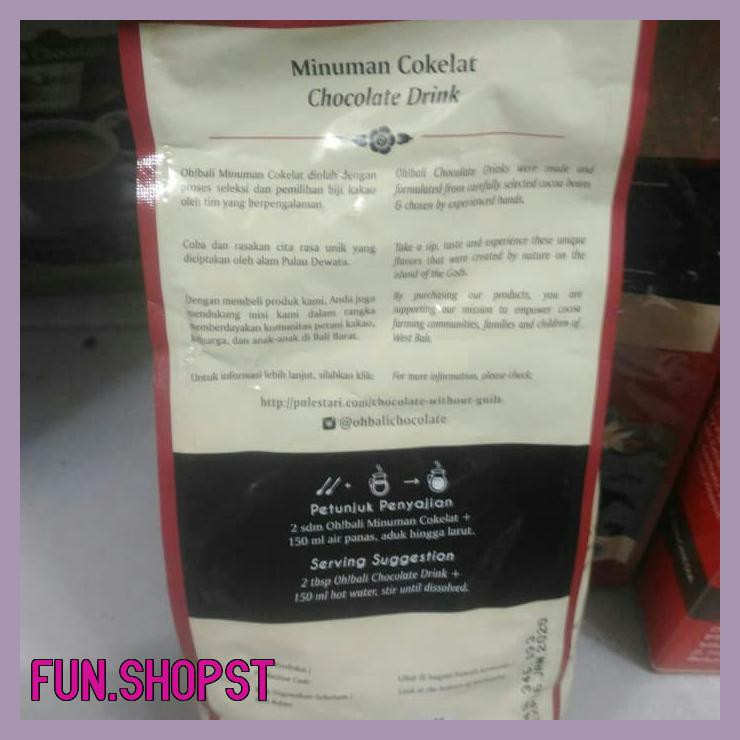 Minuman Cokelat
Chocolate Drink
Oh!bali Minuman Cokelat diolah dengan
proses seleksi dan pemilihan biji kakao
oleh tim yang berpengalaman.
Oh!bali Chocolate Drinks were made and
formulated from carefully selected cocoa beans
& chosen by experienced hands.
Coba dan rasakan cita rasa unik yang
diciptakan oleh alam Pulau Dewata.
Take a sip, taste and experience these unique
flavors that were created by nature on the
island of the Gods.
Dengan membeli produk kami, Anda juga
mendukung misi kami dalam rangka
memberdayakan komunitas petani kakao,
keluarga, dan anak-anak di Bali Barat.
By purchasing our products, you are
supporting our mission to empower cocoa
farming communities, families and children of
West Bali.
Untuk informasi lebih lanjut, silahkan klik:
For more information, please check:
http://pulestari.com/chocolate-without-guilt
@ohbalichocolate
Petunjuk Penyajian
2 sdm Oh!bali Minuman Cokelat +
150 ml air panas, aduk hingga larut.
Serving Suggestion
2 tbsp Oh!bali Chocolate Drink +
150 ml hot water, stir until dissolved.
JAN 2020
FUN.SHOPST